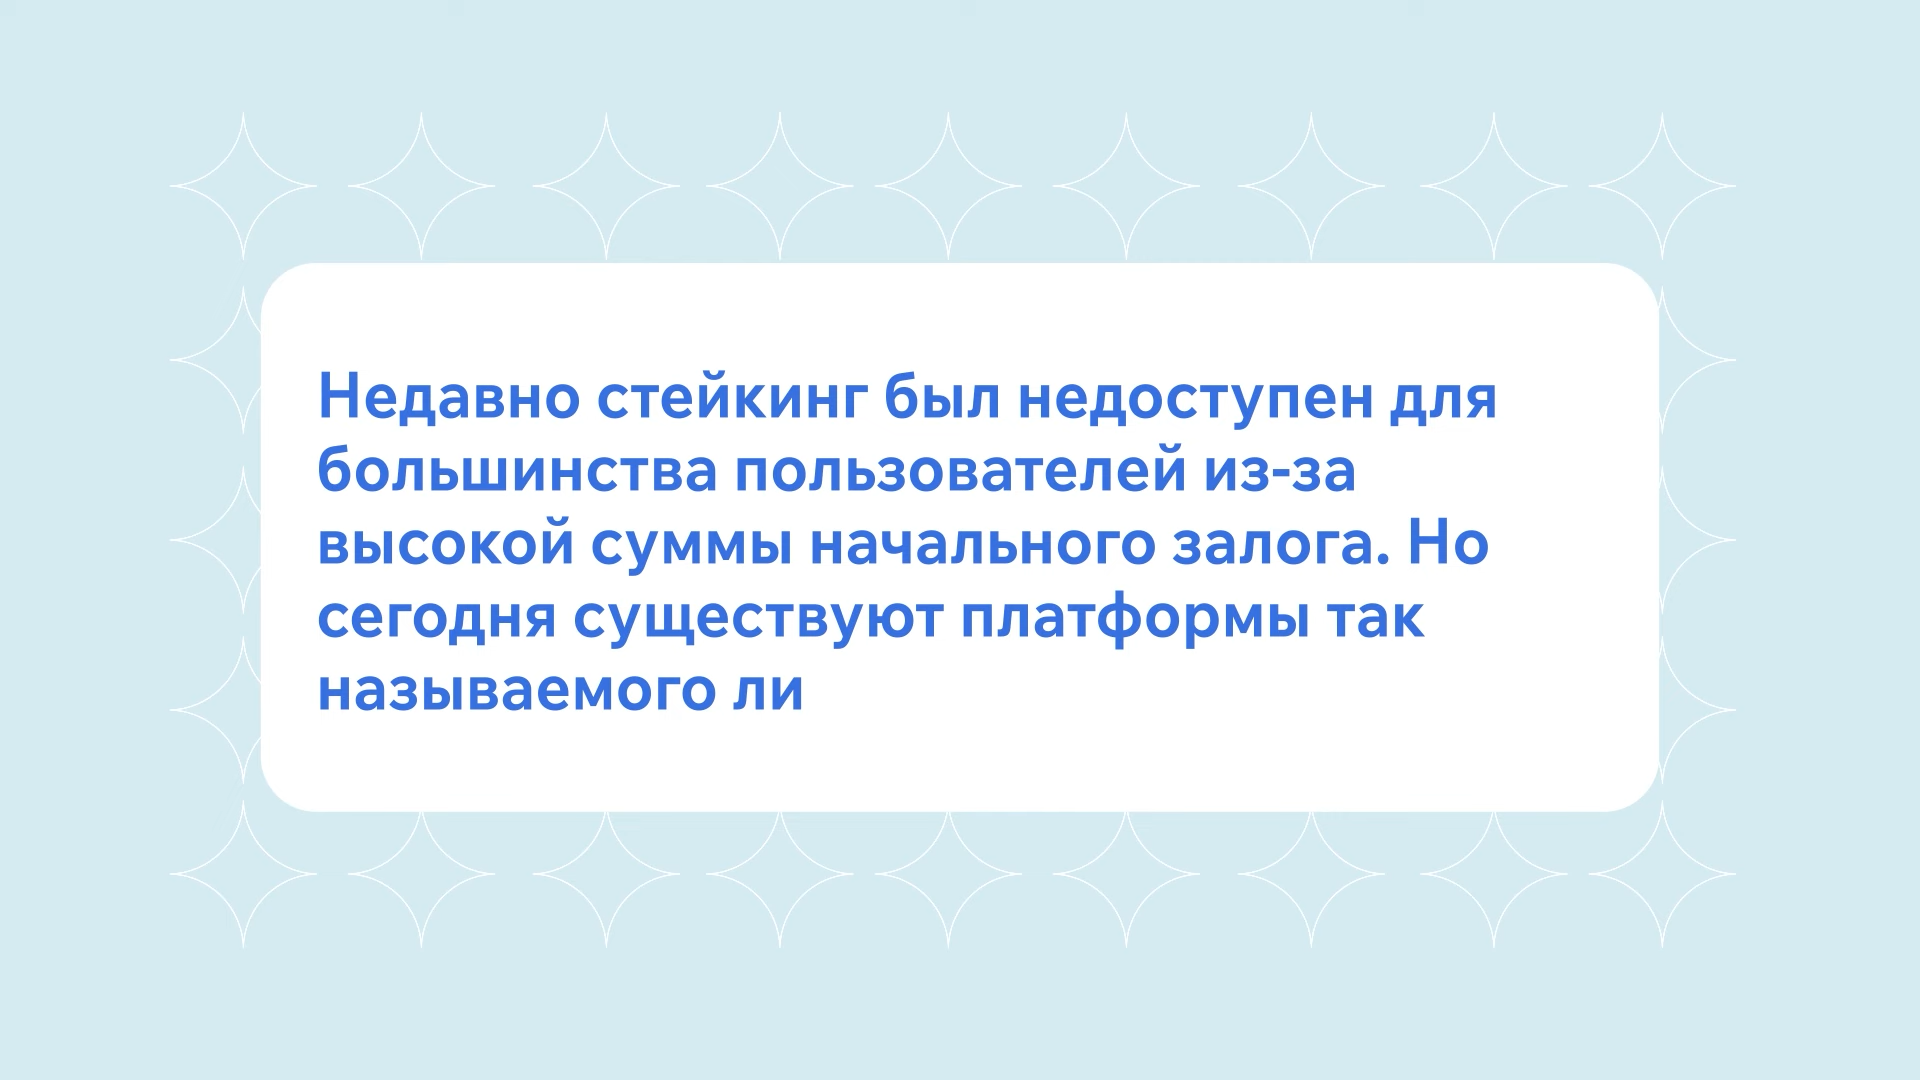 Недавно стейкинг был недоступен для
большинства пользователей из-за
высокой суммы начального залога. Но
сегодня существуют платформы так
называемого ли